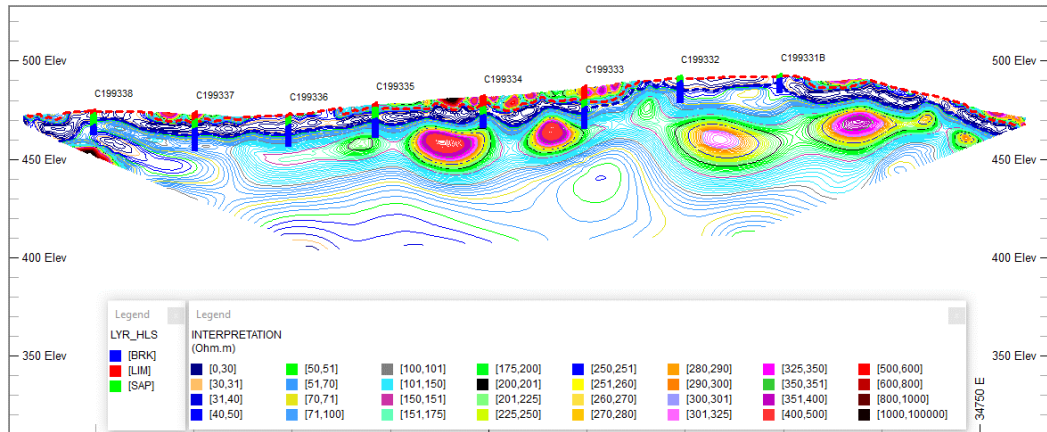 500 Elev
500 Elev
C199338
C199337
C199336
C199335
C199334
C199333
C199332
C199331B
450 Elev
450 Elev
400 Elev
400 Elev
350 Elev
350 Elev
34750 E
Legend
LYR_HLS
[BRK]
[LIM]
[SAP]
Legend
INTERPRETATION
(Ohm.m)
[0,30] [50,51] [100,101] [175,200] [250,251] [280,290] [325,350] [500,600]
[30,31] [51,70] [101,150] [200,201] [251,260] [290,300] [350,351] [600,800]
[31,40] [70,71] [150,151] [201,225] [260,270] [300,301] [351,400] [800,1000]
[40,50] [71,100] [151,175] [225,250] [270,280] [301,325] [400,500] [1000,100000]